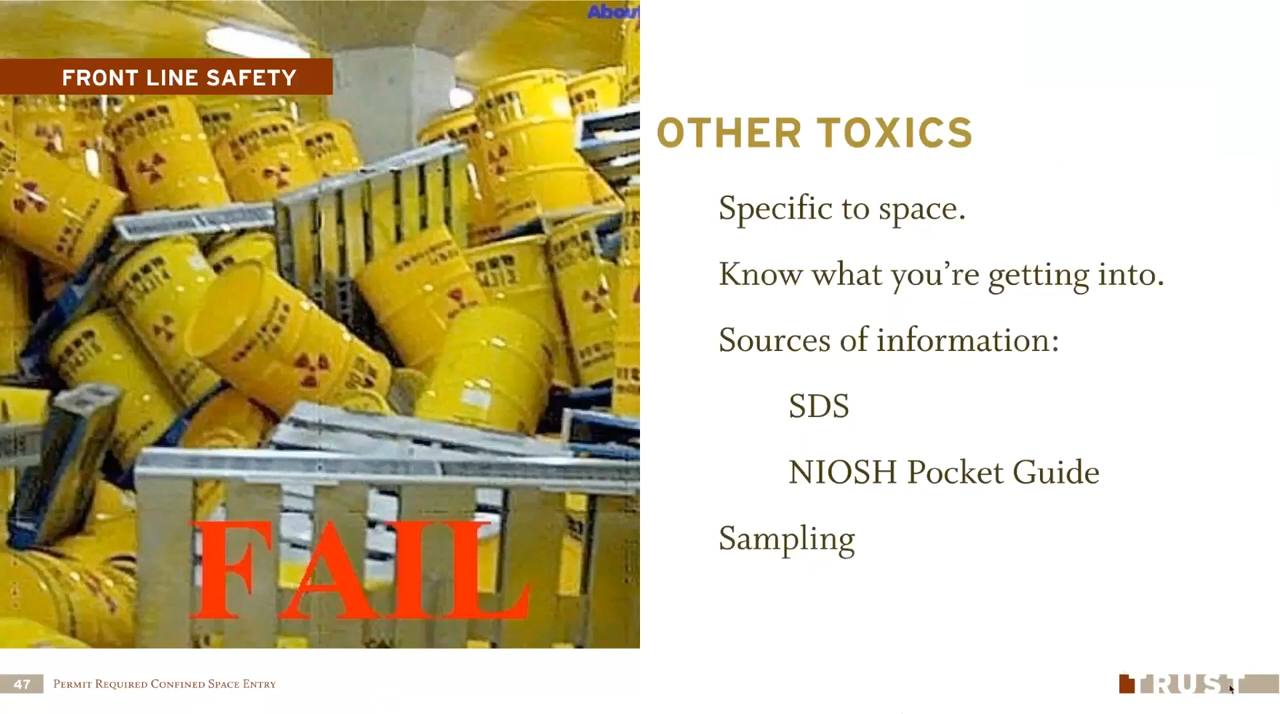 About
FRONT LINE SAFETY
OTHER TOXICS
Specific to space.
Know what you're getting into.
Sources of information:
SDS
NIOSH Pocket Guide
Sampling
FAIL
47 PERMIT REQUIRED CONFINED SPACE ENTRY
TRUST